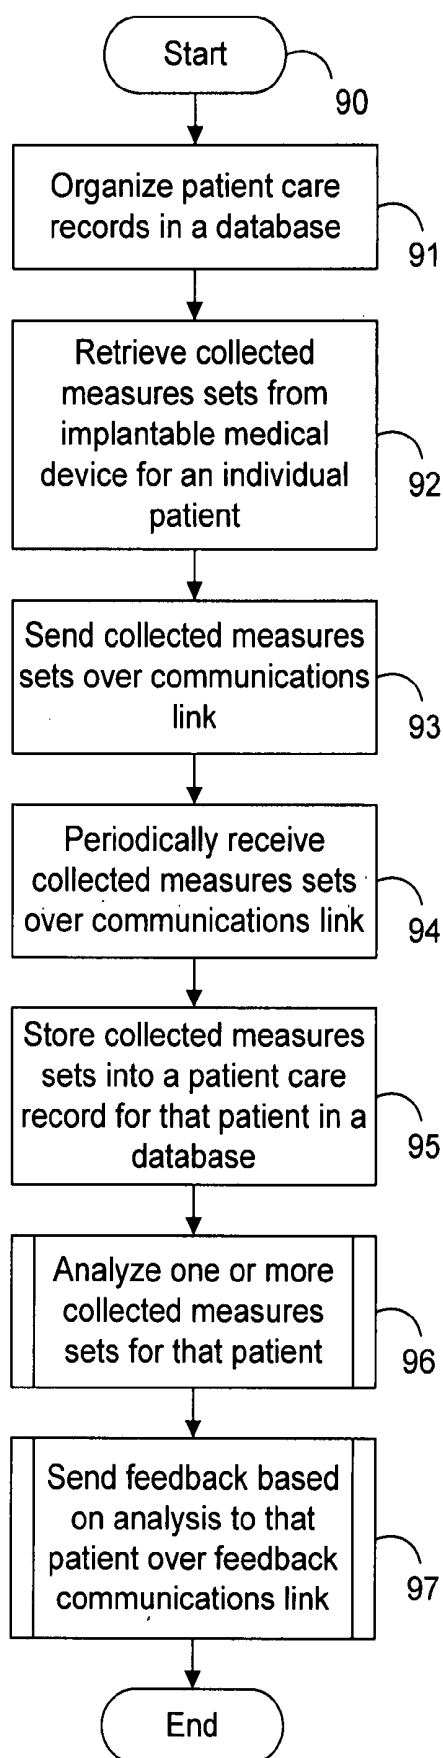 Start
90
Organize patient care
records in a database
91
Retrieve collected
measures sets from
implantable medical
device for an individual
patient
92
Send collected measures
sets over communications
link
93
Periodically receive
collected measures sets
over communications link
94
Store collected measures
sets into a patient care
record for that patient in a
database
95
Analyze one or more
collected measures
sets for that patient
96
Send feedback based
on analysis to that
patient over feedback
communications link
97
End